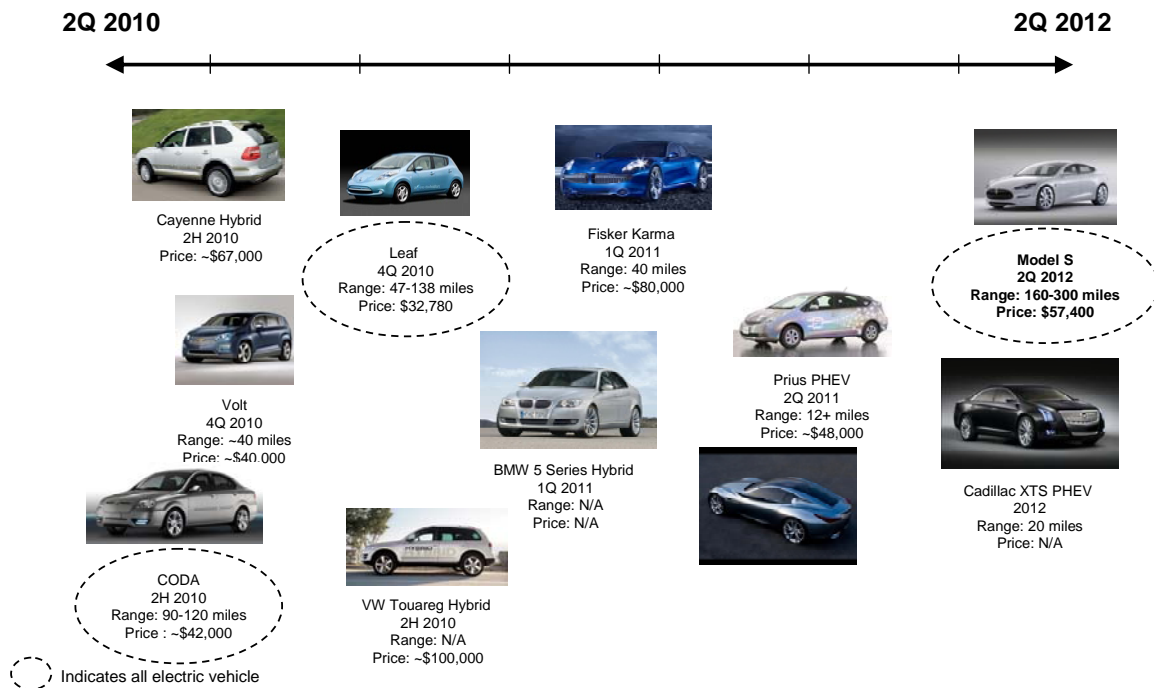 2Q 2010
2Q 2012
Cayenne Hybrid
2H 2010
Price: ~$67,000
Leaf
4Q 2010
Range: 47-138 miles
Price: $32,780
Fisker Karma
1Q 2011
Range: 40 miles
Price: ~$80,000
Model S
2Q 2012
Range: 160-300 miles
Price: $57,400
Volt
4Q 2010
Range: ~40 miles
Price: ~$40,000
BMW 5 Series Hybrid
1Q 2011
Range: N/A
Price: N/A
Prius PHEV
2Q 2011
Range: 12+ miles
Price: ~$48,000
Cadillac XTS PHEV
2012
Range: 20 miles
Price: N/A
CODA
2H 2010
Range: 90-120 miles
Price : ~$42,000
HYBRID
VW Touareg Hybrid
2H 2010
Range: N/A
Price: ~$100,000
Indicates all electric vehicle